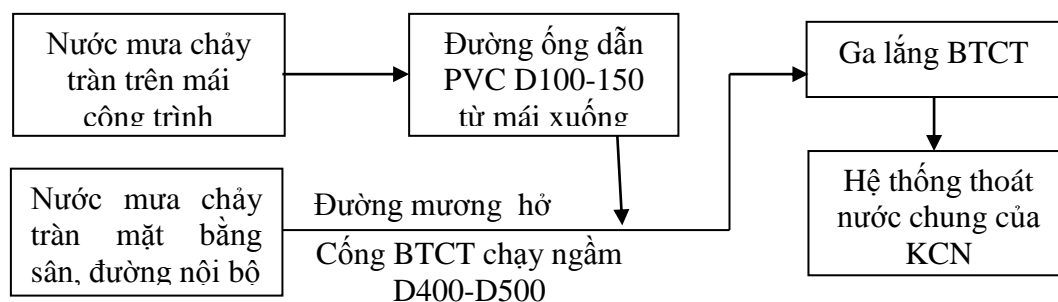 Nước mưa chảy
tràn trên mái
công trình
Đường ống dẫn
PVC D100-150
từ mái xuống
Ga lắng BTCT
Nước mưa chảy
tràn mặt bằng
sân, đường nội bộ
Đường mương hở
Cống BTCT chạy ngầm
D400-D500
Hệ thống thoát
nước chung của
KCN